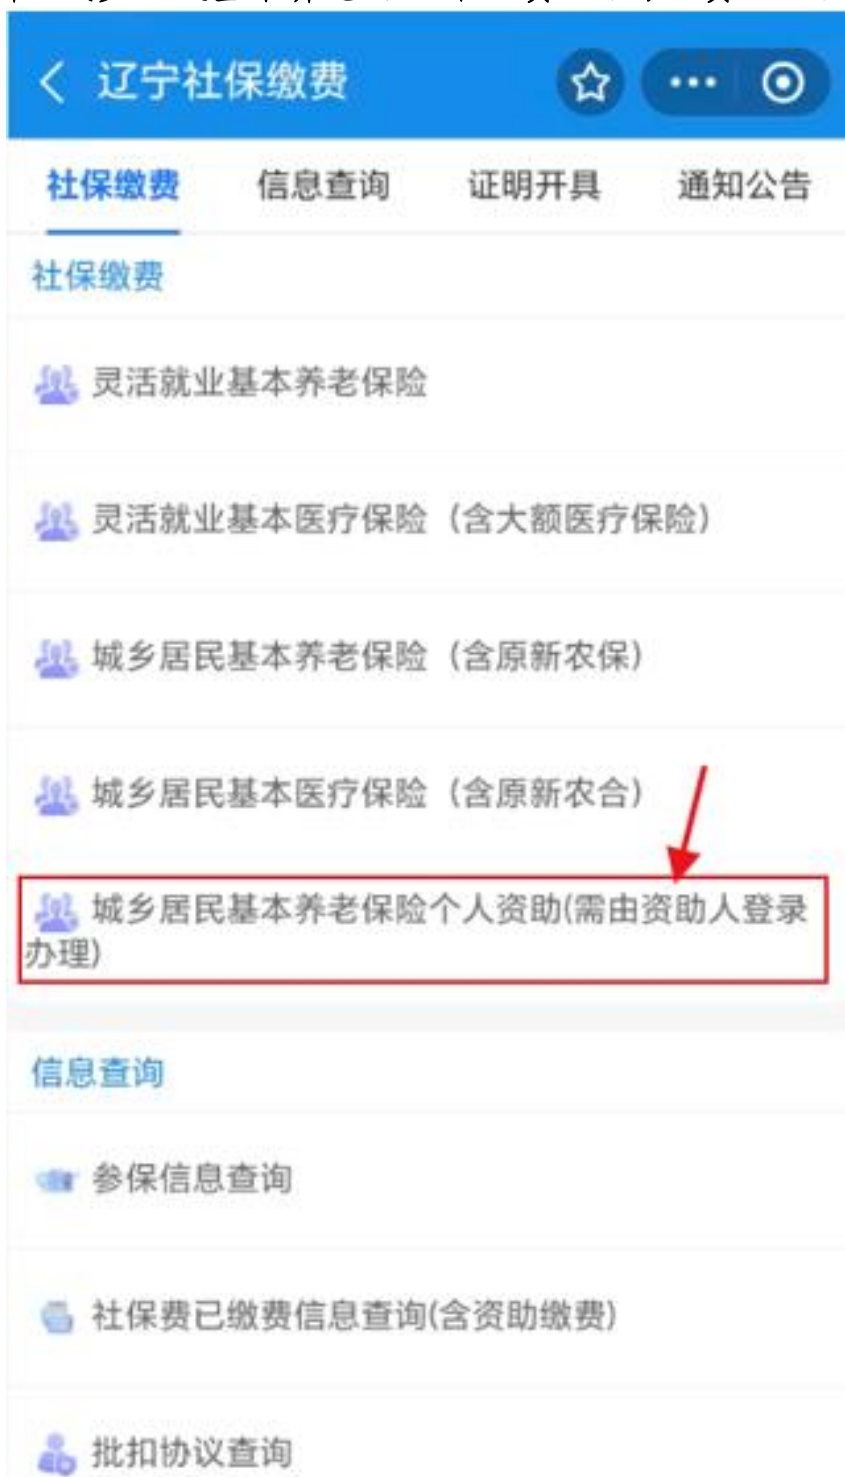 辽宁社保缴费
社保缴费 信息查询 证明开具 通知公告
社保缴费
灵活就业基本养老保险
灵活就业基本医疗保险（含大额医疗保险）
城乡居民基本养老保险（含原新农保）
城乡居民基本医疗保险（含原新农合）
城乡居民基本养老保险个人资助(需由资助人登录
办理)
信息查询
参保信息查询
社保费已缴费信息查询(含资助缴费)
批扣协议查询